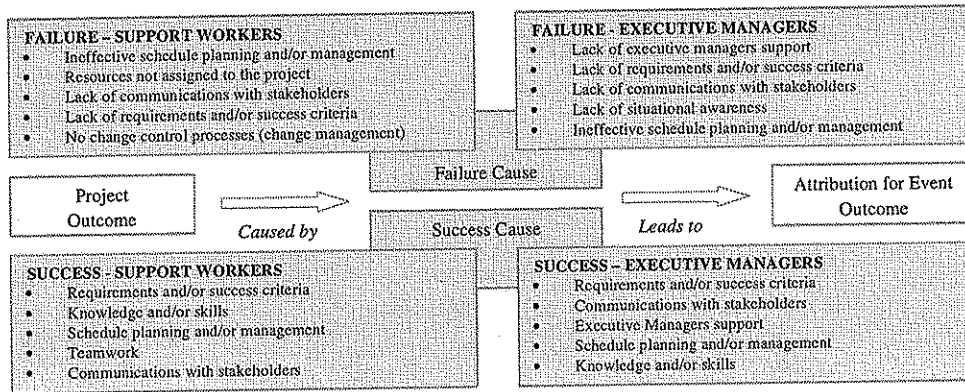 FAILURE – SUPPORT WORKERS
• Ineffective schedule planning and/or management
• Resources not assigned to the project
• Lack of communications with stakeholders
• Lack of requirements and/or success criteria
• No change control processes (change management)
FAILURE - EXECUTIVE MANAGERS
• Lack of executive managers support
• Lack of requirements and/or success criteria
• Lack of communications with stakeholders
• Lack of situational awareness
• Ineffective schedule planning and/or management
Project
Outcome
Caused by
Failure Cause
Success Cause
Leads to
Attribution for Event
Outcome
SUCCESS - SUPPORT WORKERS
• Requirements and/or success criteria
• Knowledge and/or skills
• Schedule planning and/or management
• Teamwork
• Communications with stakeholders
SUCCESS – EXECUTIVE MANAGERS
• Requirements and/or success criteria
• Communications with stakeholders
• Executive Managers support
• Schedule planning and/or management
• Knowledge and/or skills